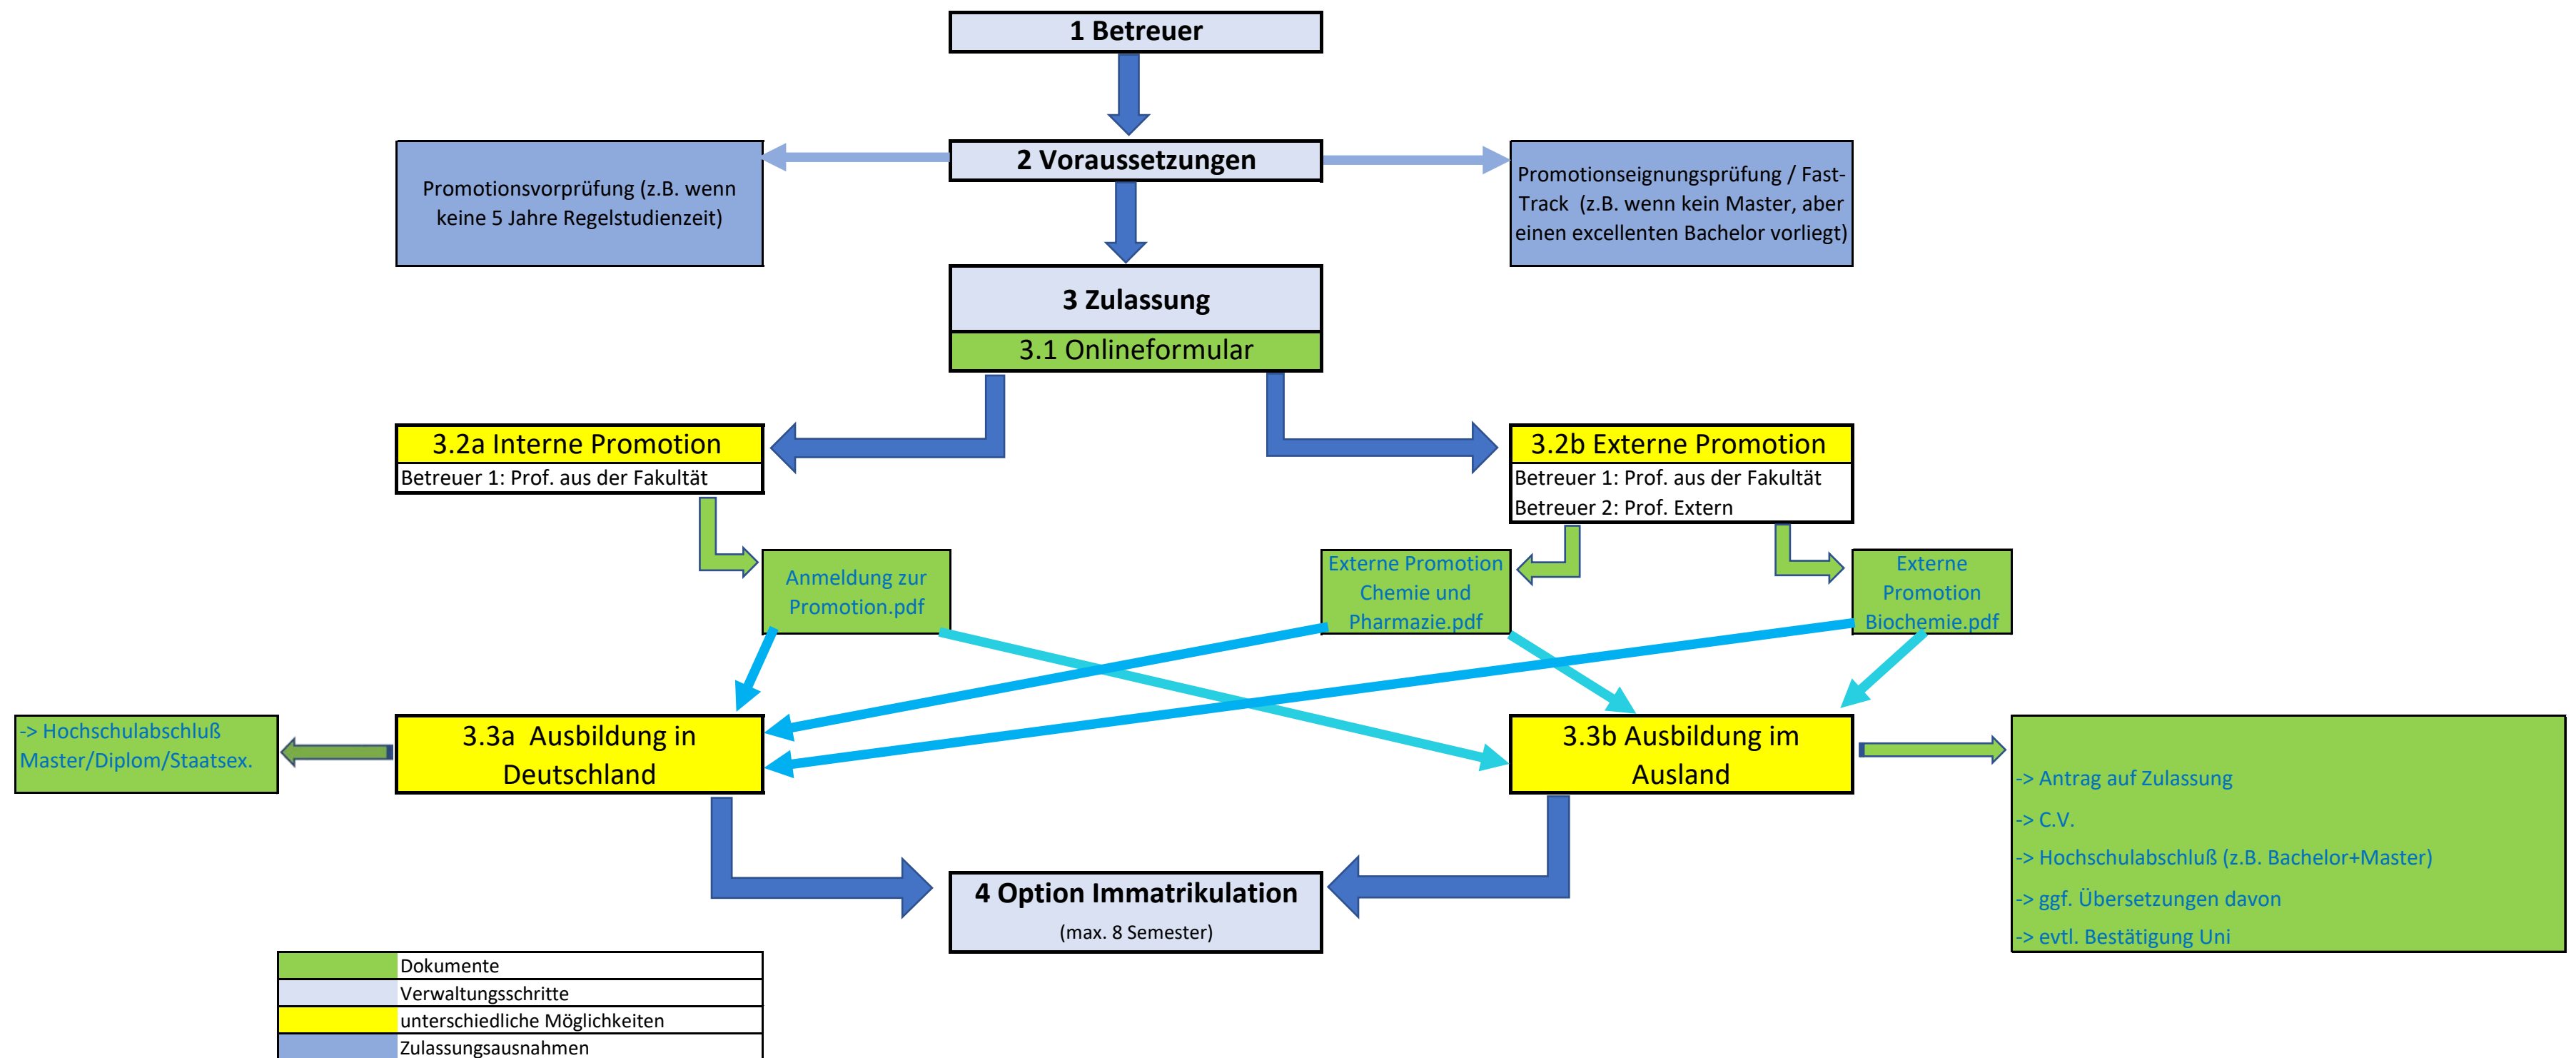 1 Betreuer
2 Voraussetzungen
Promotionsvorprüfung (z.B. wenn
keine 5 Jahre Regelstudienzeit)
Promotionseignungsprüfung / Fast-
Track  (z.B. wenn kein Master, aber
einen excellenten Bachelor vorliegt)
3 Zulassung
3.1 Onlineformular
3.2a Interne Promotion
Betreuer 1: Prof. aus der Fakultät
3.2b Externe Promotion
Betreuer 1: Prof. aus der Fakultät
Betreuer 2: Prof. Extern
Anmeldung zur
Promotion.pdf
Externe Promotion
Chemie und
Pharmazie.pdf
Externe
Promotion
Biochemie.pdf
-> Hochschulabschluß
Master/Diplom/Staatsex.
3.3a  Ausbildung in
Deutschland
3.3b Ausbildung im
Ausland
-> Antrag auf Zulassung
-> C.V.
-> Hochschulabschluß (z.B. Bachelor+Master)
-> ggf. Übersetzungen davon
-> evtl. Bestätigung Uni
4 Option Immatrikulation
(max. 8 Semester)
Dokumente
Verwaltungsschritte
unterschiedliche Möglichkeiten
Zulassungsausnahmen